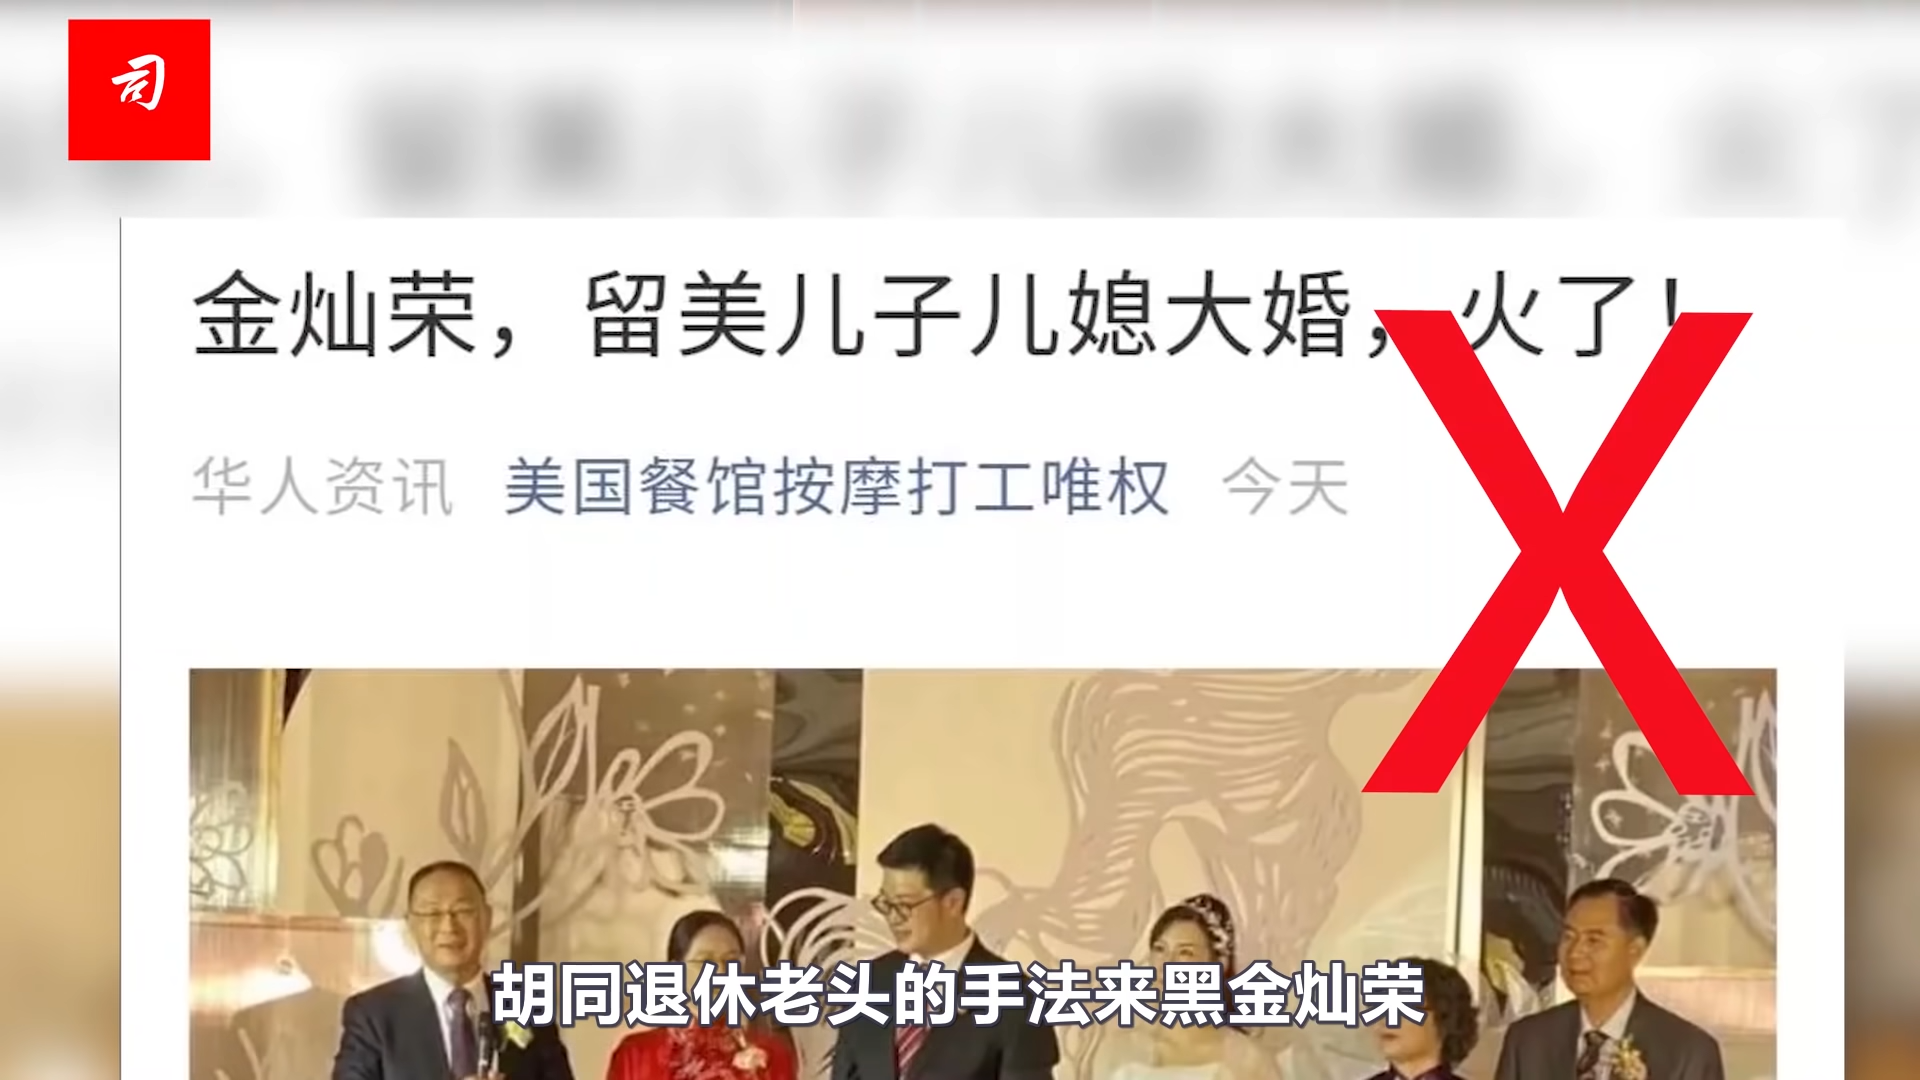 司
金灿荣，留美儿子儿媳大婚，火了！
华人资讯 美国餐馆按摩打工唯权 今天
X
胡同退休老头的手法来黑金灿荣